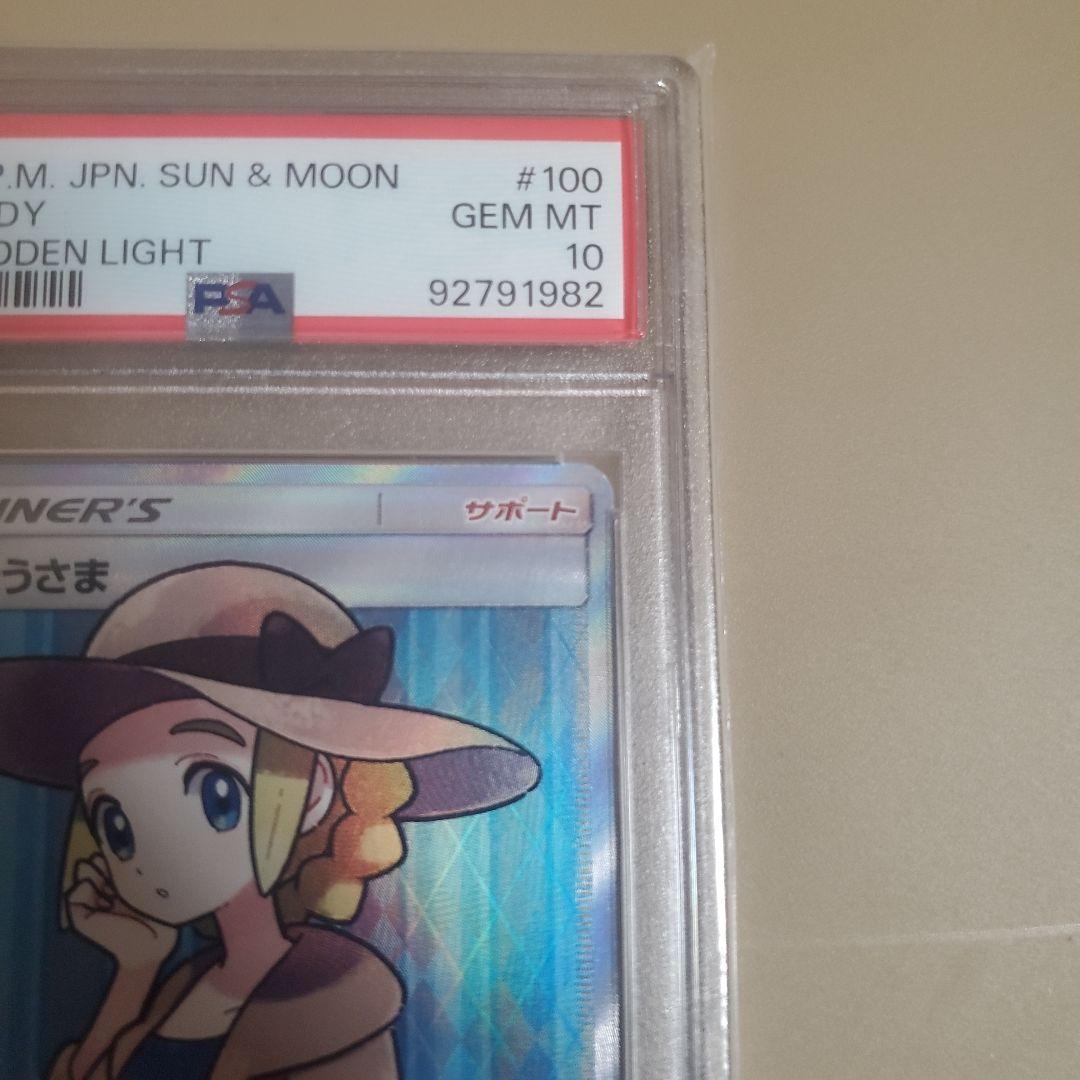 P.M. JPN. SUN & MOON #100
DY GEM MT
DDEN LIGHT 10
PSA 92791982
NER'S サポート
うさま